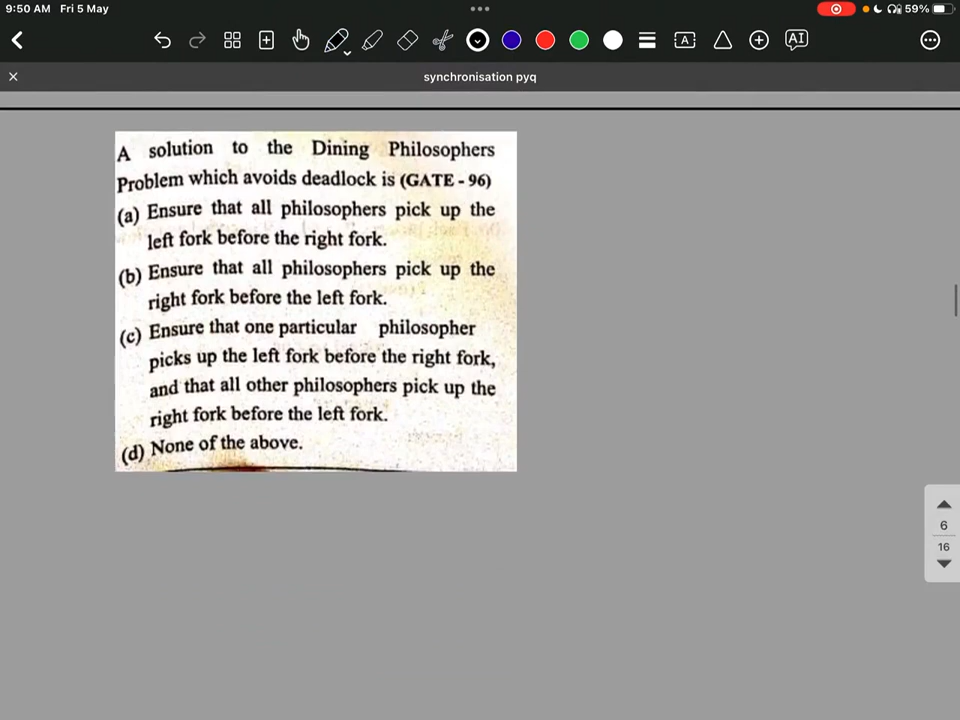 9:50 AM Fri 5 May
59%
A
AI
synchronisation pyq
A solution to the Dining Philosophers
Problem which avoids deadlock is (GATE - 96)
(a) Ensure that all philosophers pick up the
left fork before the right fork.
(b) Ensure that all philosophers pick up the
right fork before the left fork.
(c) Ensure that one particular philosopher
picks up the left fork before the right fork,
and that all other philosophers pick up the
right fork before the left fork.
(d) None of the above.
6
16